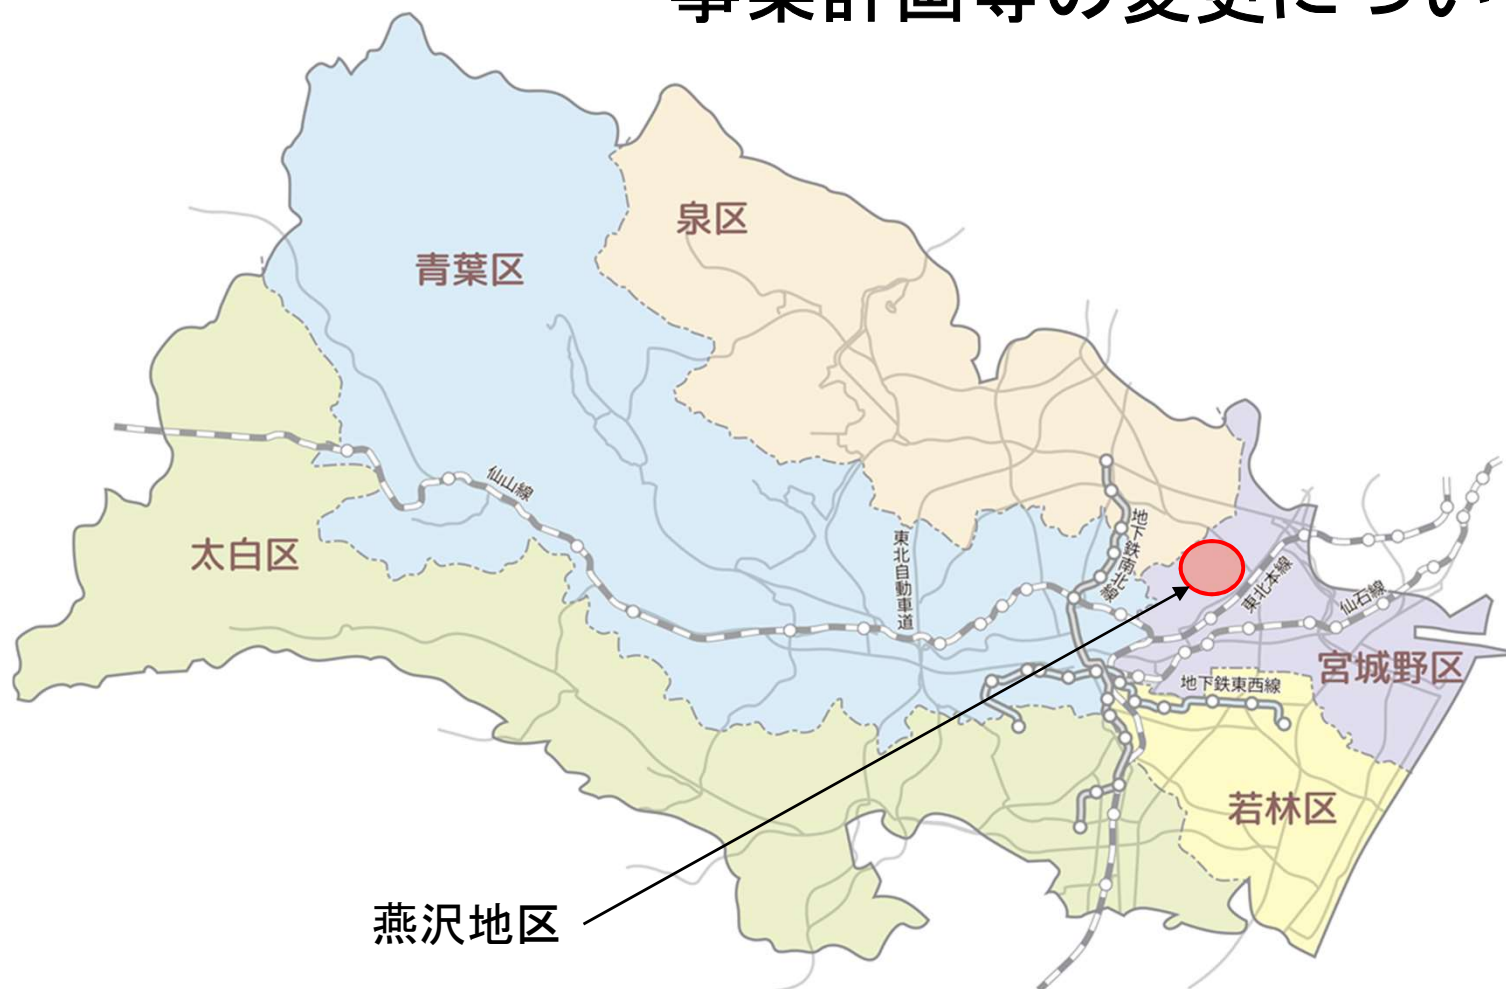 事業計画等の変更につい
泉区
青葉区
仙山線
地下鉄南北線
東北自動車道
太白区
東北本線
仙石線
宮城野区
地下鉄東西線
若林区
燕沢地区